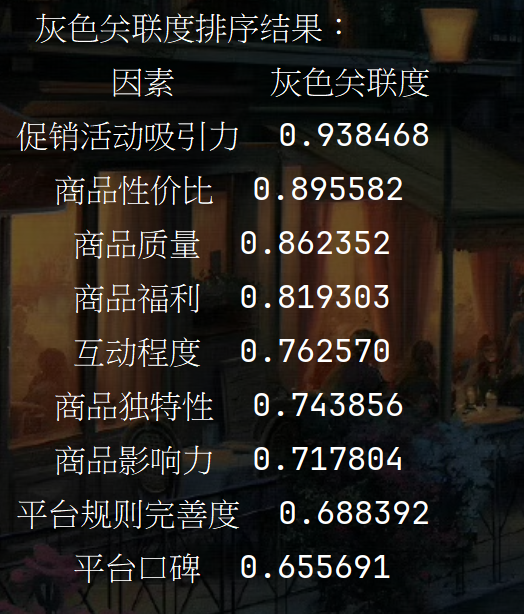 灰色关联度排序结果：
因素 灰色关联度
促销活动吸引力 0.938468
商品性价比 0.895582
商品质量 0.862352
商品福利 0.819303
互动程度 0.762570
商品独特性 0.743856
商品影响力 0.717804
平台规则完善度 0.688392
平台口碑 0.655691